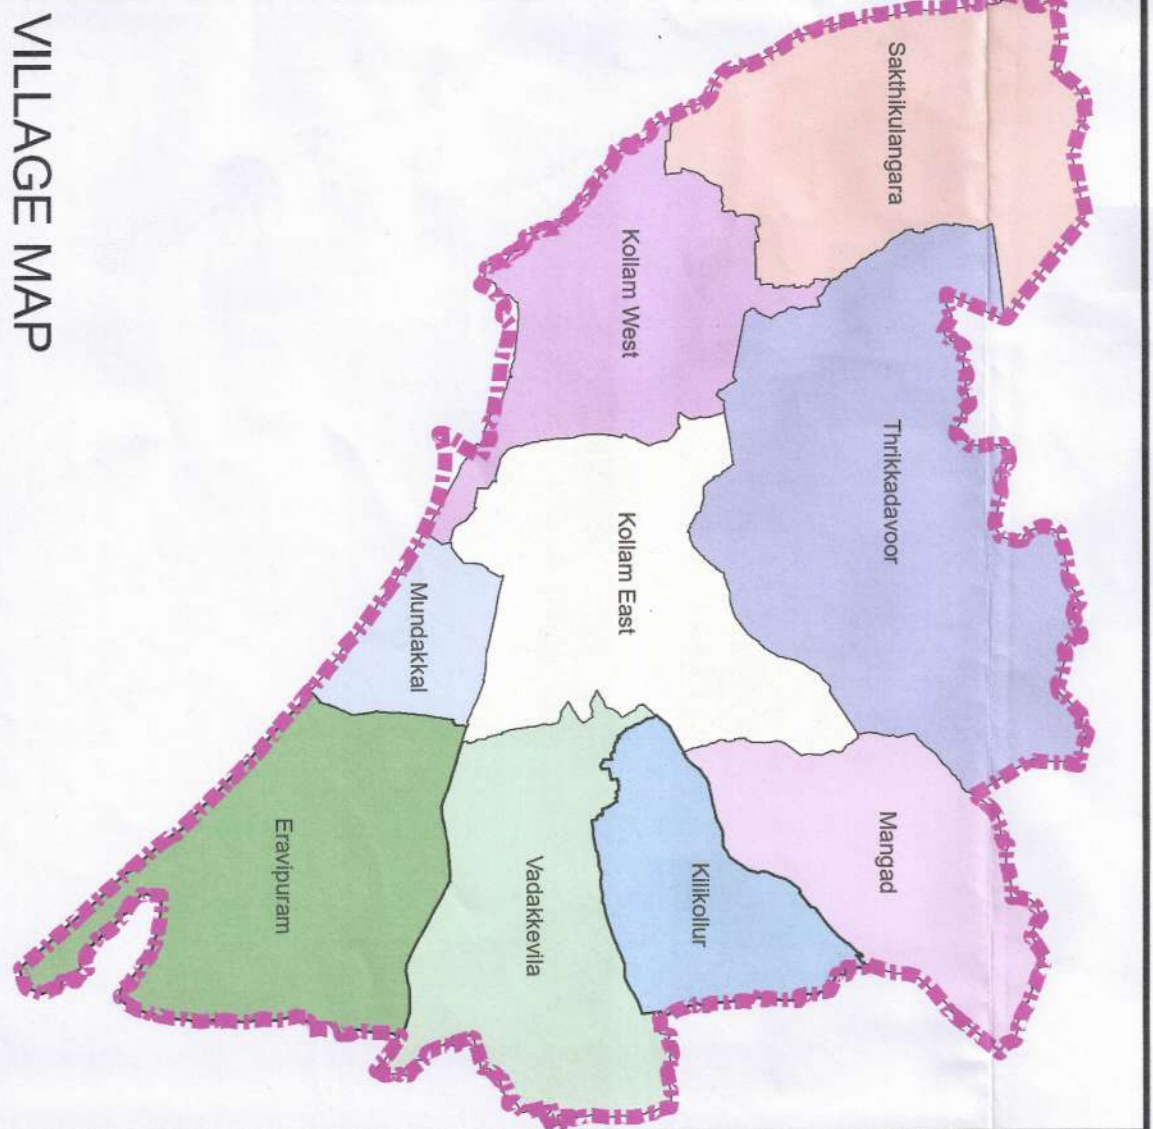 Sakthikulangara
Thrikkadavoor
Mangad
Kilikollur
Kollam West
Kollam East
Vadakkevila
Mundakkal
Eravipuram
VILLAGE MAP